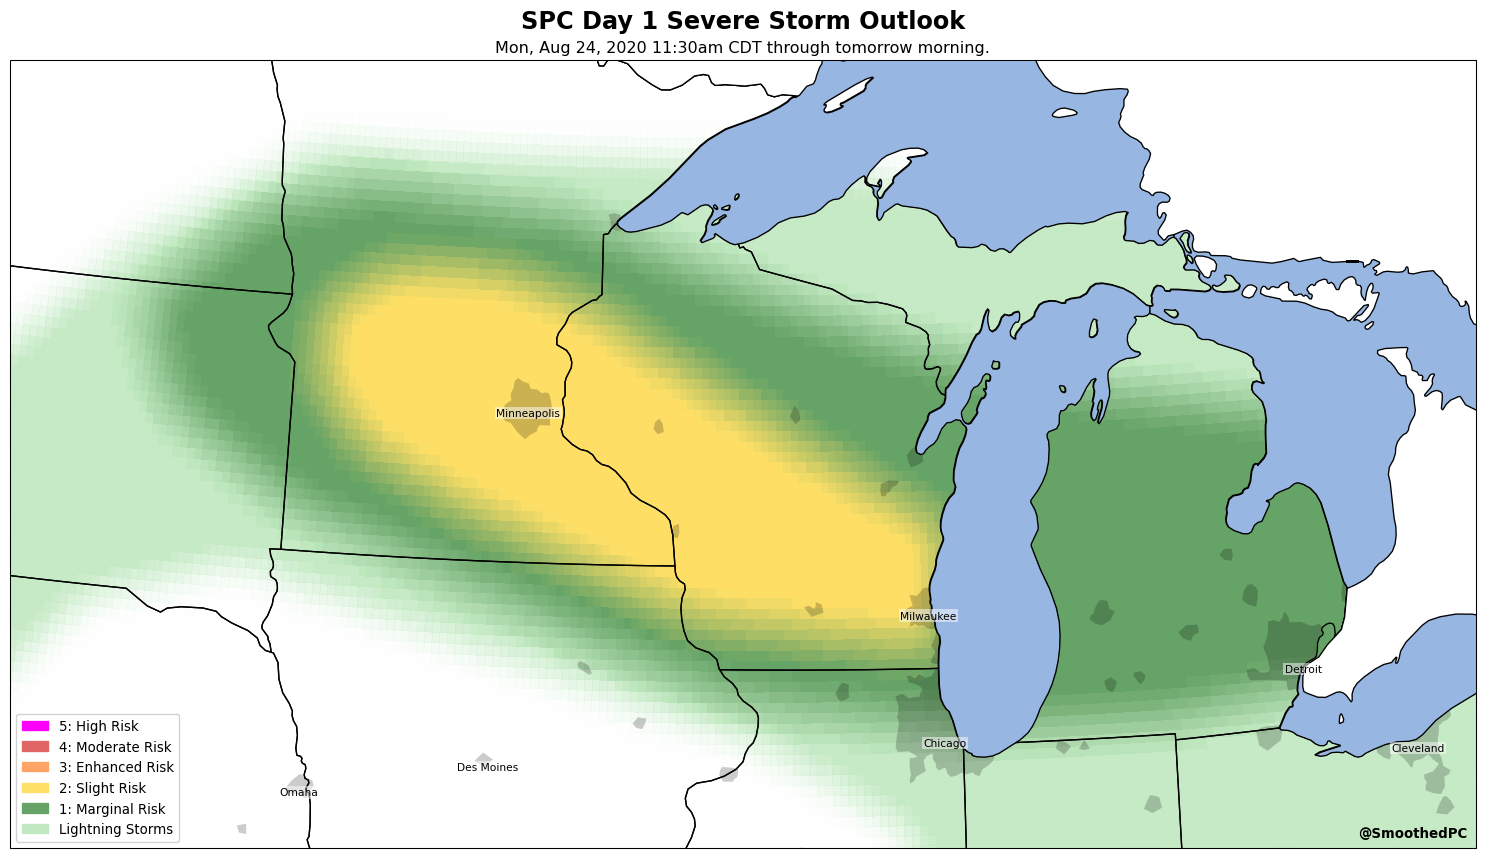 SPC Day 1 Severe Storm Outlook
Mon, Aug 24, 2020 11:30am CDT through tomorrow morning.
Minneapolis
Milwaukee
Detroit
Chicago
Cleveland
Des Moines
Omaha
5: High Risk
4: Moderate Risk
3: Enhanced Risk
2: Slight Risk
1: Marginal Risk
Lightning Storms
@SmoothedPC